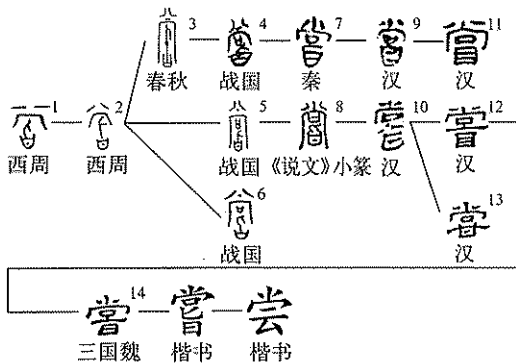 3 4 7 9 11
春秋 战国 秦 汉 汉
1 2 5 8 10 12
西周 西周 战国 《说文》小篆 汉 汉
6 13
战国 汉
14 嘗 尝
三国魏 楷书 楷书